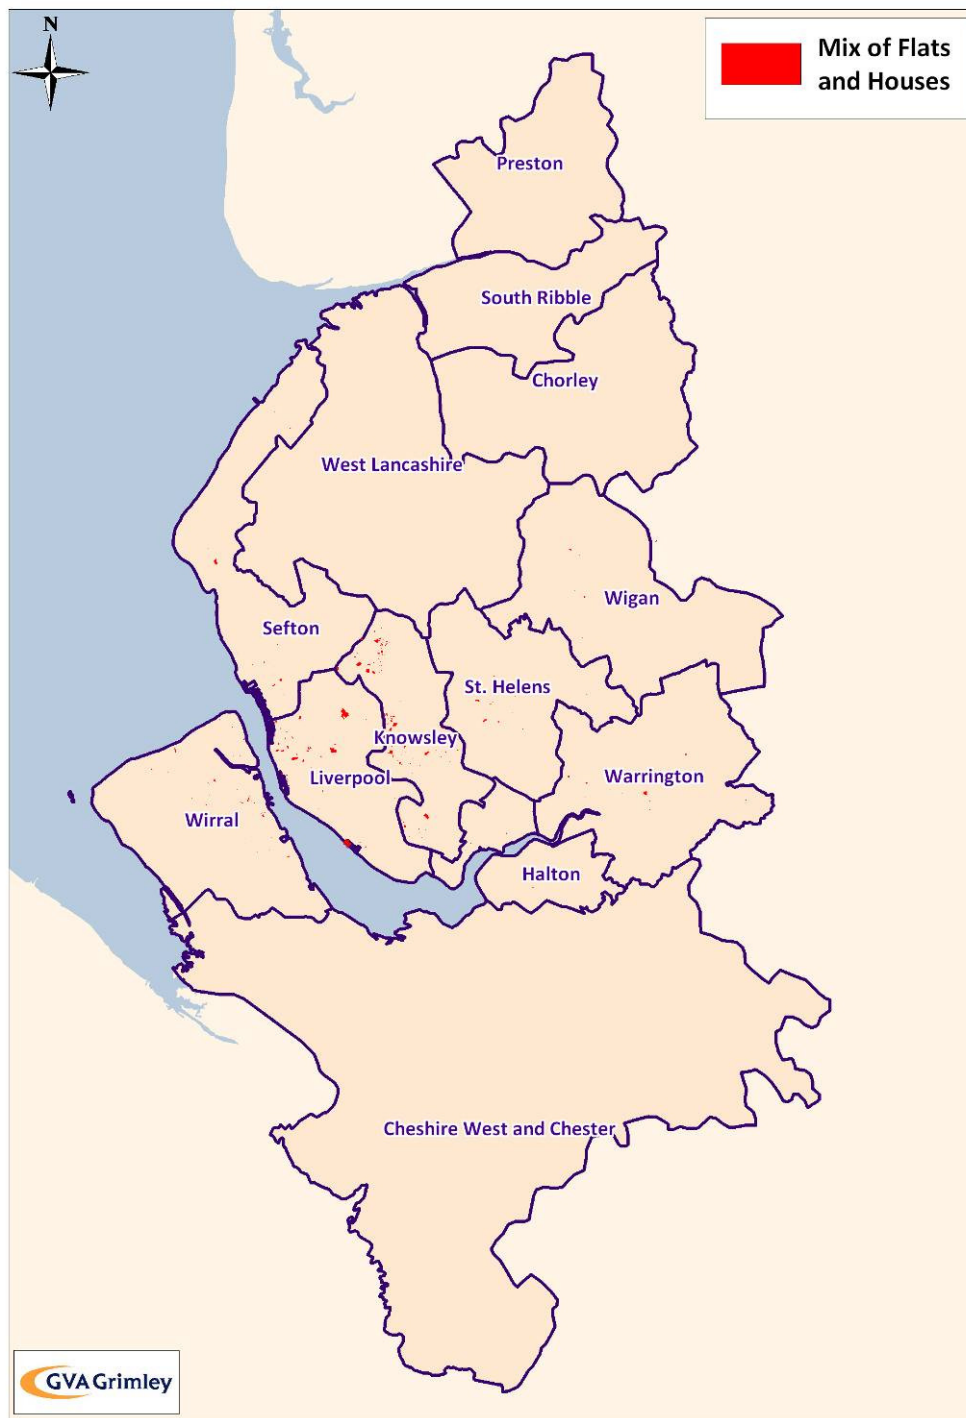 N
Mix of Flats
and Houses
Preston
South Ribble
Chorley
West Lancashire
Wigan
Sefton
St. Helens
Knowsley
Liverpool
Warrington
Wirral
Halton
Cheshire West and Chester
GVA Grimley